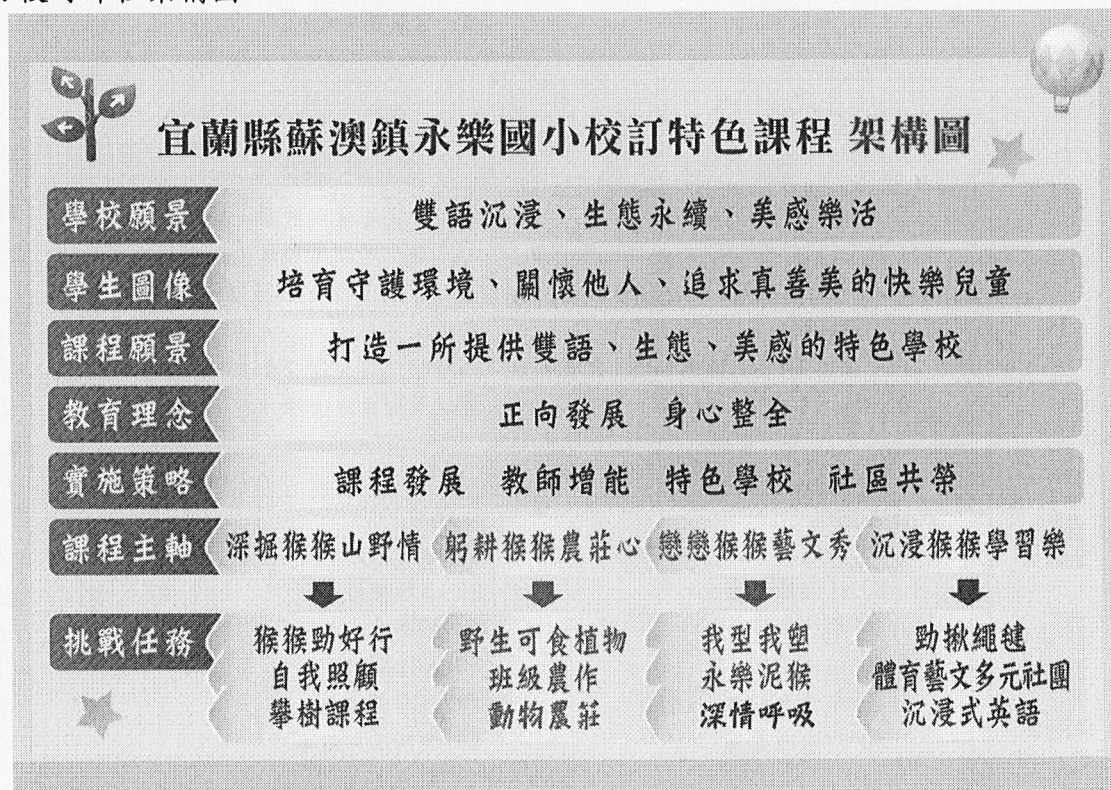 宜蘭縣蘇澳鎮永樂國小校訂特色課程 架構圖
學校願景 雙語沉浸、生態永續、美感樂活
學生圖像 培育守護環境、關懷他人、追求真善美的快樂兒童
課程願景 打造一所提供雙語、生態、美感的特色學校
教育理念 正向發展 身心整全
實施策略 課程發展 教師增能 特色學校 社區共榮
課程主軸 深掘猴猴山野情 躬耕猴猴農莊心 戀戀猴猴藝文秀 沉浸猴猴學習樂
挑戰任務 猴猴勁好行 野生可食植物 我型我塑 勁揪繩毽
自我照顧 班級農作 永樂泥猴 體育藝文多元社團
攀樹課程 動物農莊 深情呼吸 沉浸式英語